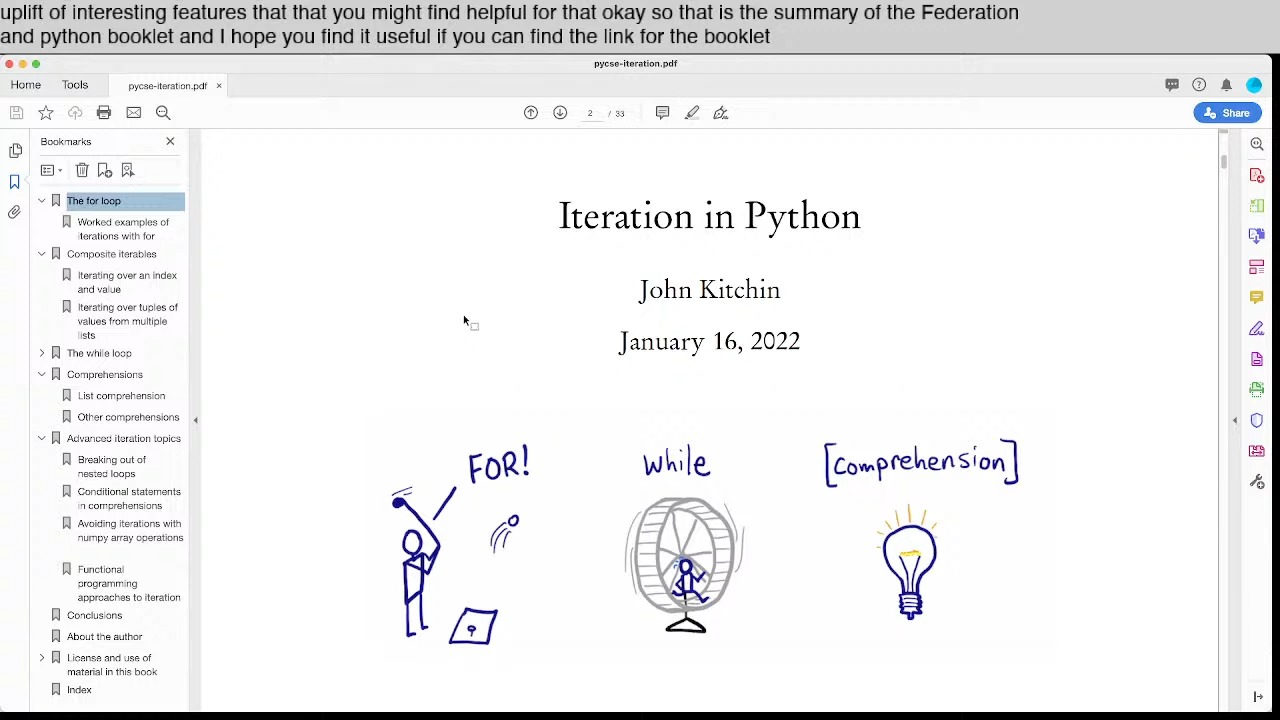 uplift of interesting features that that you might find helpful for that okay so that is the summary of the Federation
and python booklet and I hope you find it useful if you can find the link for the booklet
pycse-iteration.pdf
Home
Tools
pycse-iteration.pdf ×
2 / 33
Share
Bookmarks
The for loop
Worked examples of
iterations with for
Composite iterables
Iterating over an index
and value
Iterating over tuples of
values from multiple
lists
The while loop
Comprehensions
List comprehension
Other comprehensions
Advanced iteration topics
Breaking out of
nested loops
Conditional statements
in comprehensions
Avoiding iterations with
numpy array operations
Functional
programming
approaches to iteration
Conclusions
About the author
License and use of
material in this book
Index
Iteration in Python
John Kitchin
January 16, 2022
FOR!
While
[comprehension]